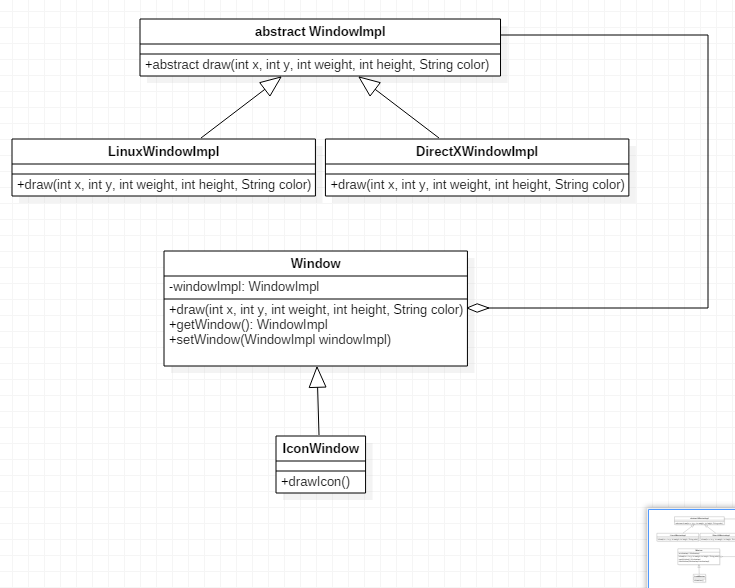 abstract WindowImpl
+abstract draw(int x, int y, int weight, int height, String color)
LinuxWindowImpl
+draw(int x, int y, int weight, int height, String color)
DirectXWindowImpl
+draw(int x, int y, int weight, int height, String color)
Window
-windowImpl: WindowImpl
+draw(int x, int y, int weight, int height, String color)
+getWindow(): WindowImpl
+setWindow(WindowImpl windowImpl)
IconWindow
+drawIcon()